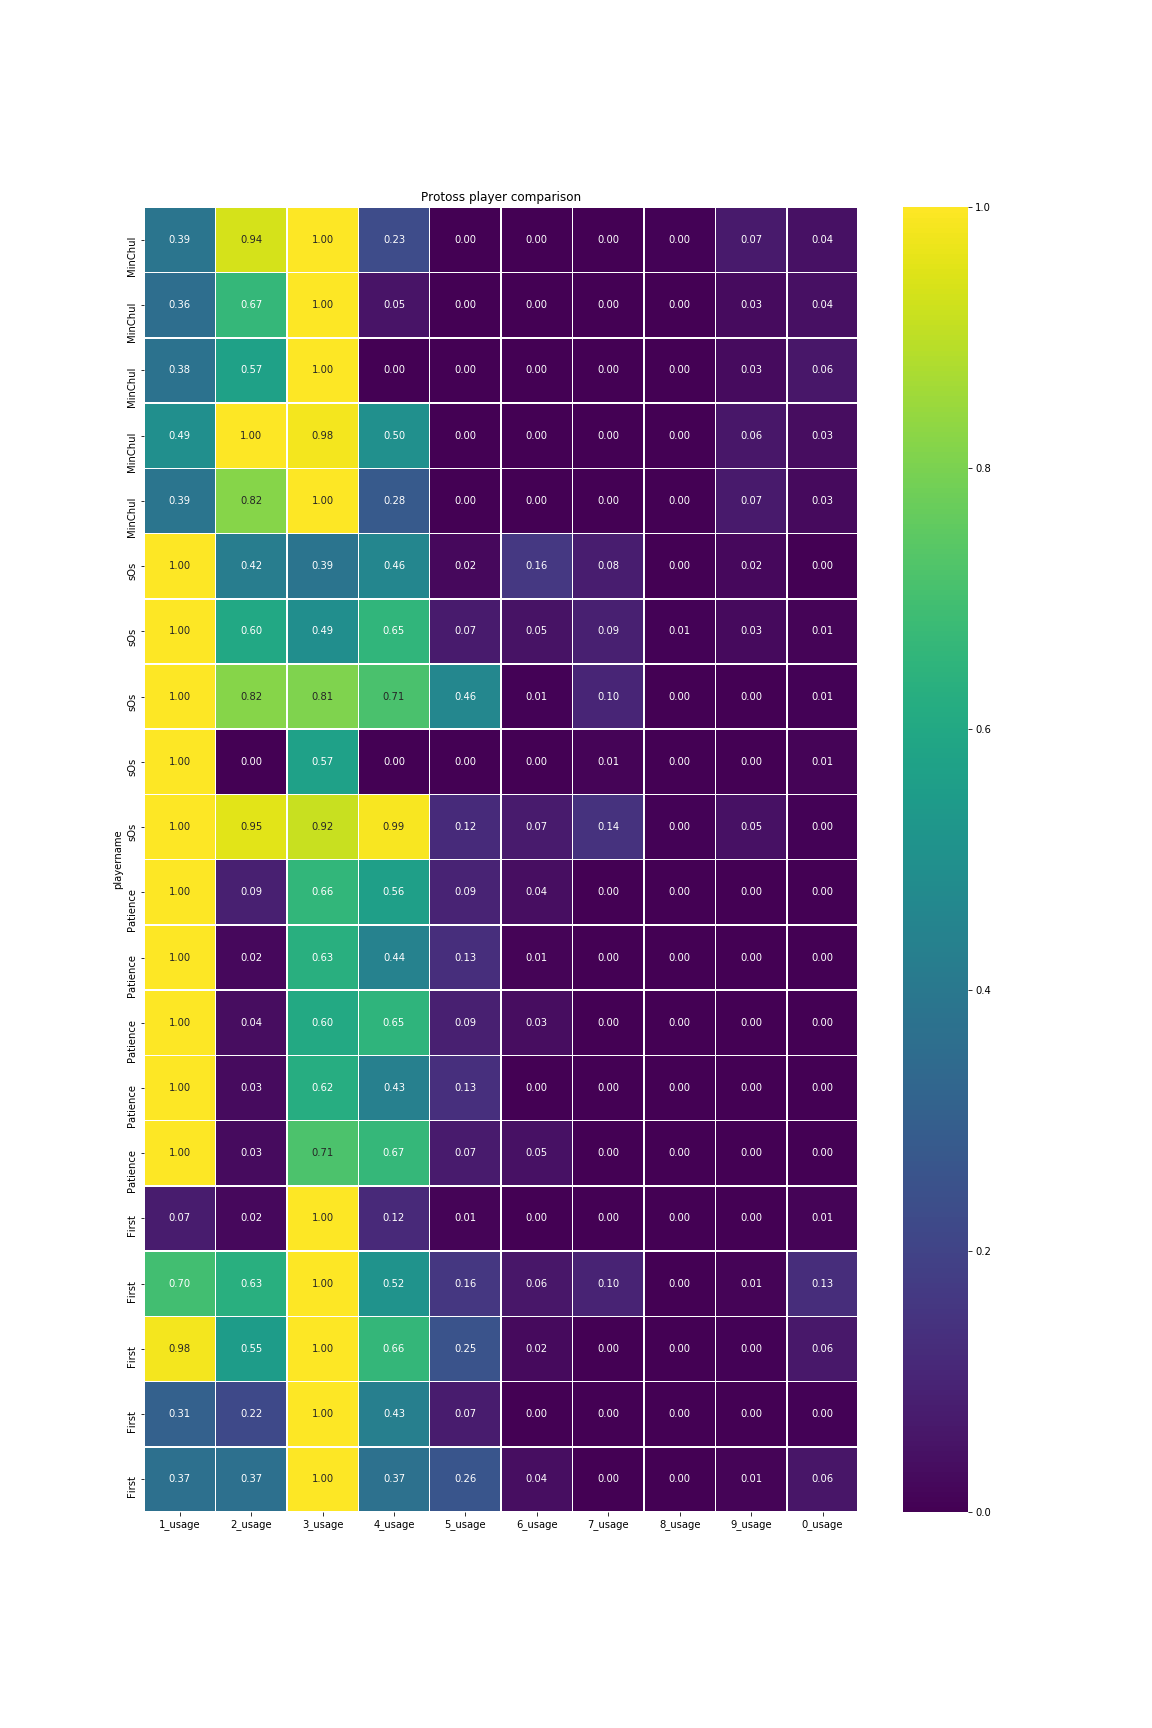 Protoss player comparison
playername
MinChul 0.39 0.94 1.00 0.23 0.00 0.00 0.00 0.00 0.07 0.04
MinChul 0.36 0.67 1.00 0.05 0.00 0.00 0.00 0.00 0.03 0.04
MinChul 0.38 0.57 1.00 0.00 0.00 0.00 0.00 0.00 0.03 0.06
MinChul 0.49 1.00 0.98 0.50 0.00 0.00 0.00 0.00 0.06 0.03
MinChul 0.39 0.82 1.00 0.28 0.00 0.00 0.00 0.00 0.07 0.03
sOs 1.00 0.42 0.39 0.46 0.02 0.16 0.08 0.00 0.02 0.00
sOs 1.00 0.60 0.49 0.65 0.07 0.05 0.09 0.01 0.03 0.01
sOs 1.00 0.82 0.81 0.71 0.46 0.01 0.10 0.00 0.00 0.01
sOs 1.00 0.00 0.57 0.00 0.00 0.00 0.01 0.00 0.00 0.01
sOs 1.00 0.95 0.92 0.99 0.12 0.07 0.14 0.00 0.05 0.00
Patience 1.00 0.09 0.66 0.56 0.09 0.04 0.00 0.00 0.00 0.00
Patience 1.00 0.02 0.63 0.44 0.13 0.01 0.00 0.00 0.00 0.00
Patience 1.00 0.04 0.60 0.65 0.09 0.03 0.00 0.00 0.00 0.00
Patience 1.00 0.03 0.62 0.43 0.13 0.00 0.00 0.00 0.00 0.00
Patience 1.00 0.03 0.71 0.67 0.07 0.05 0.00 0.00 0.00 0.00
First 0.07 0.02 1.00 0.12 0.01 0.00 0.00 0.00 0.00 0.01
First 0.70 0.63 1.00 0.52 0.16 0.06 0.10 0.00 0.01 0.13
First 0.98 0.55 1.00 0.66 0.25 0.02 0.00 0.00 0.00 0.06
First 0.31 0.22 1.00 0.43 0.07 0.00 0.00 0.00 0.00 0.00
First 0.37 0.37 1.00 0.37 0.26 0.04 0.00 0.00 0.01 0.06
1_usage 2_usage 3_usage 4_usage 5_usage 6_usage 7_usage 8_usage 9_usage 0_usage
1.0
0.8
0.6
0.4
0.2
0.0